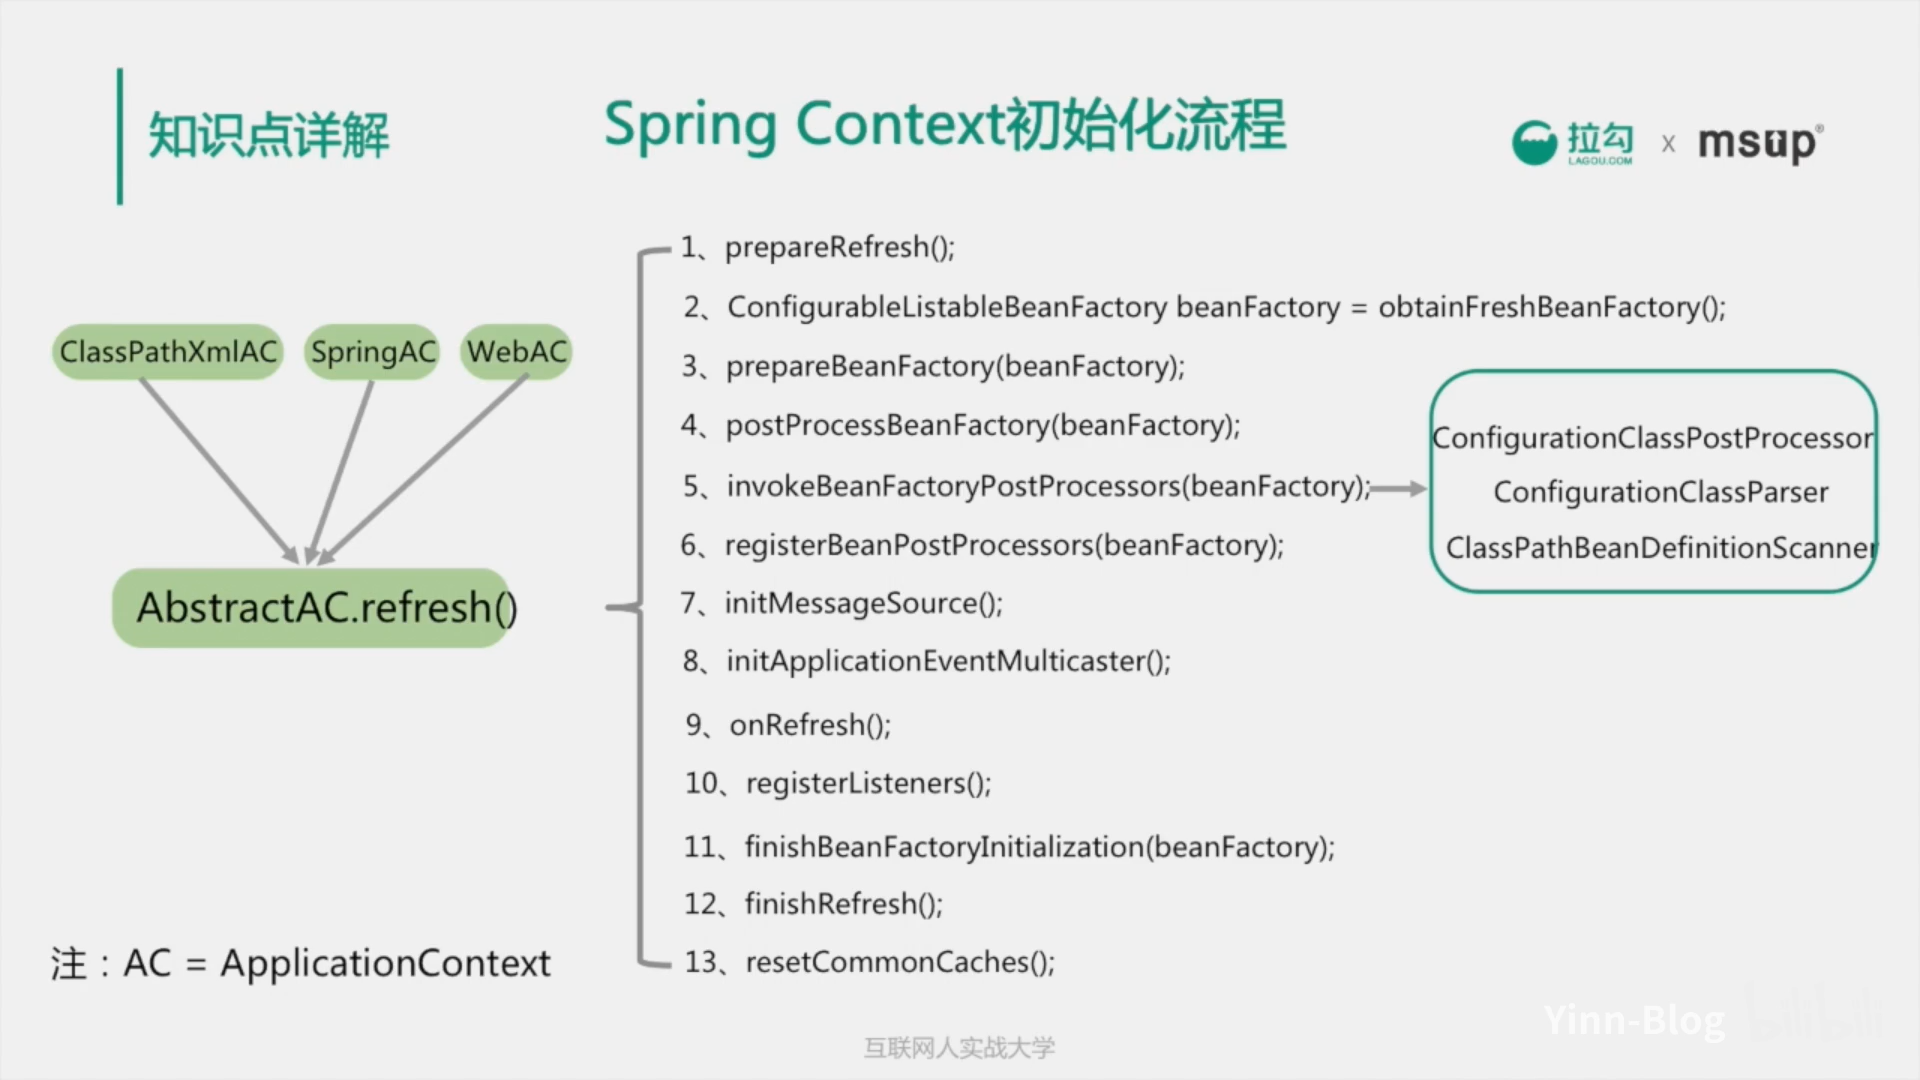 知识点详解
Spring Context初始化流程
拉勾
LAGOU.COM
x
msup®
ClassPathXmlAC
SpringAC
WebAC
AbstractAC.refresh()
1、prepareRefresh();
2、ConfigurableListableBeanFactory beanFactory = obtainFreshBeanFactory();
3、prepareBeanFactory(beanFactory);
4、postProcessBeanFactory(beanFactory);
5、invokeBeanFactoryPostProcessors(beanFactory);
6、registerBeanPostProcessors(beanFactory);
7、initMessageSource();
8、initApplicationEventMulticaster();
9、onRefresh();
10、registerListeners();
11、finishBeanFactoryInitialization(beanFactory);
12、finishRefresh();
13、resetCommonCaches();
ConfigurationClassPostProcessor
ConfigurationClassParser
ClassPathBeanDefinitionScanner
注：AC = ApplicationContext
Yinn-Blog
bilibili
互联网人实战大学